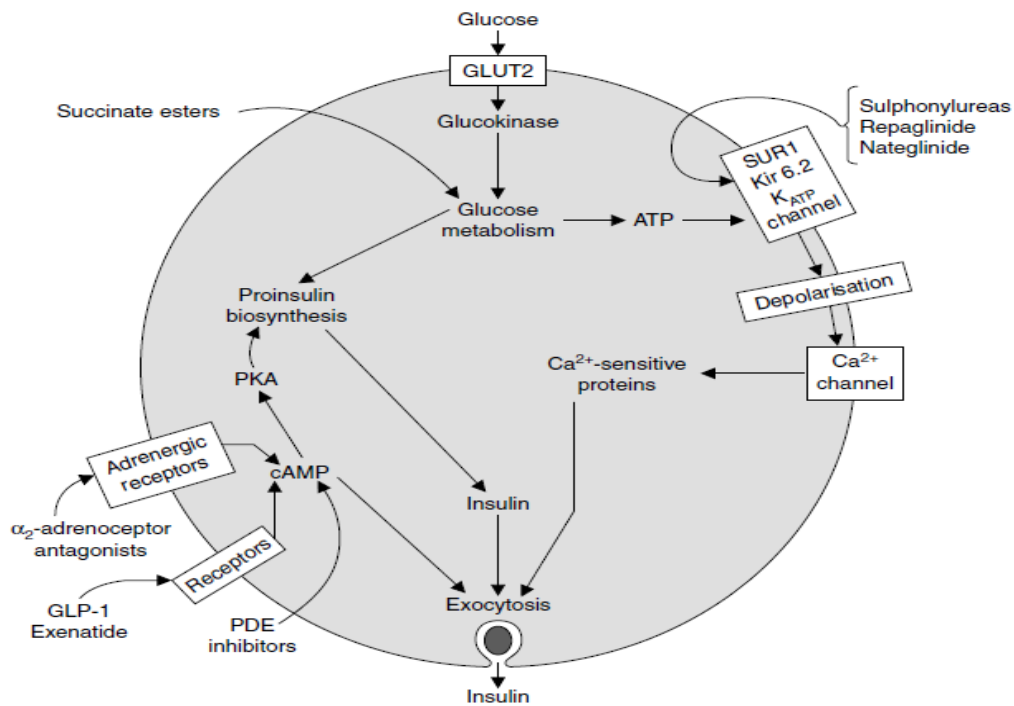 Glucose
GLUT2
Succinate esters
Glucokinase
Sulphonylureas
Repaglinide
Nateglinide
SUR1
Kir 6.2
K_ATP
channel
Glucose
metabolism
ATP
Depolarisation
Proinsulin
biosynthesis
Ca²⁺-sensitive
proteins
Ca²⁺
channel
PKA
Adrenergic
receptors
cAMP
Insulin
α₂-adrenoceptor
antagonists
Receptors
GLP-1
Exenatide
PDE
inhibitors
Exocytosis
Insulin